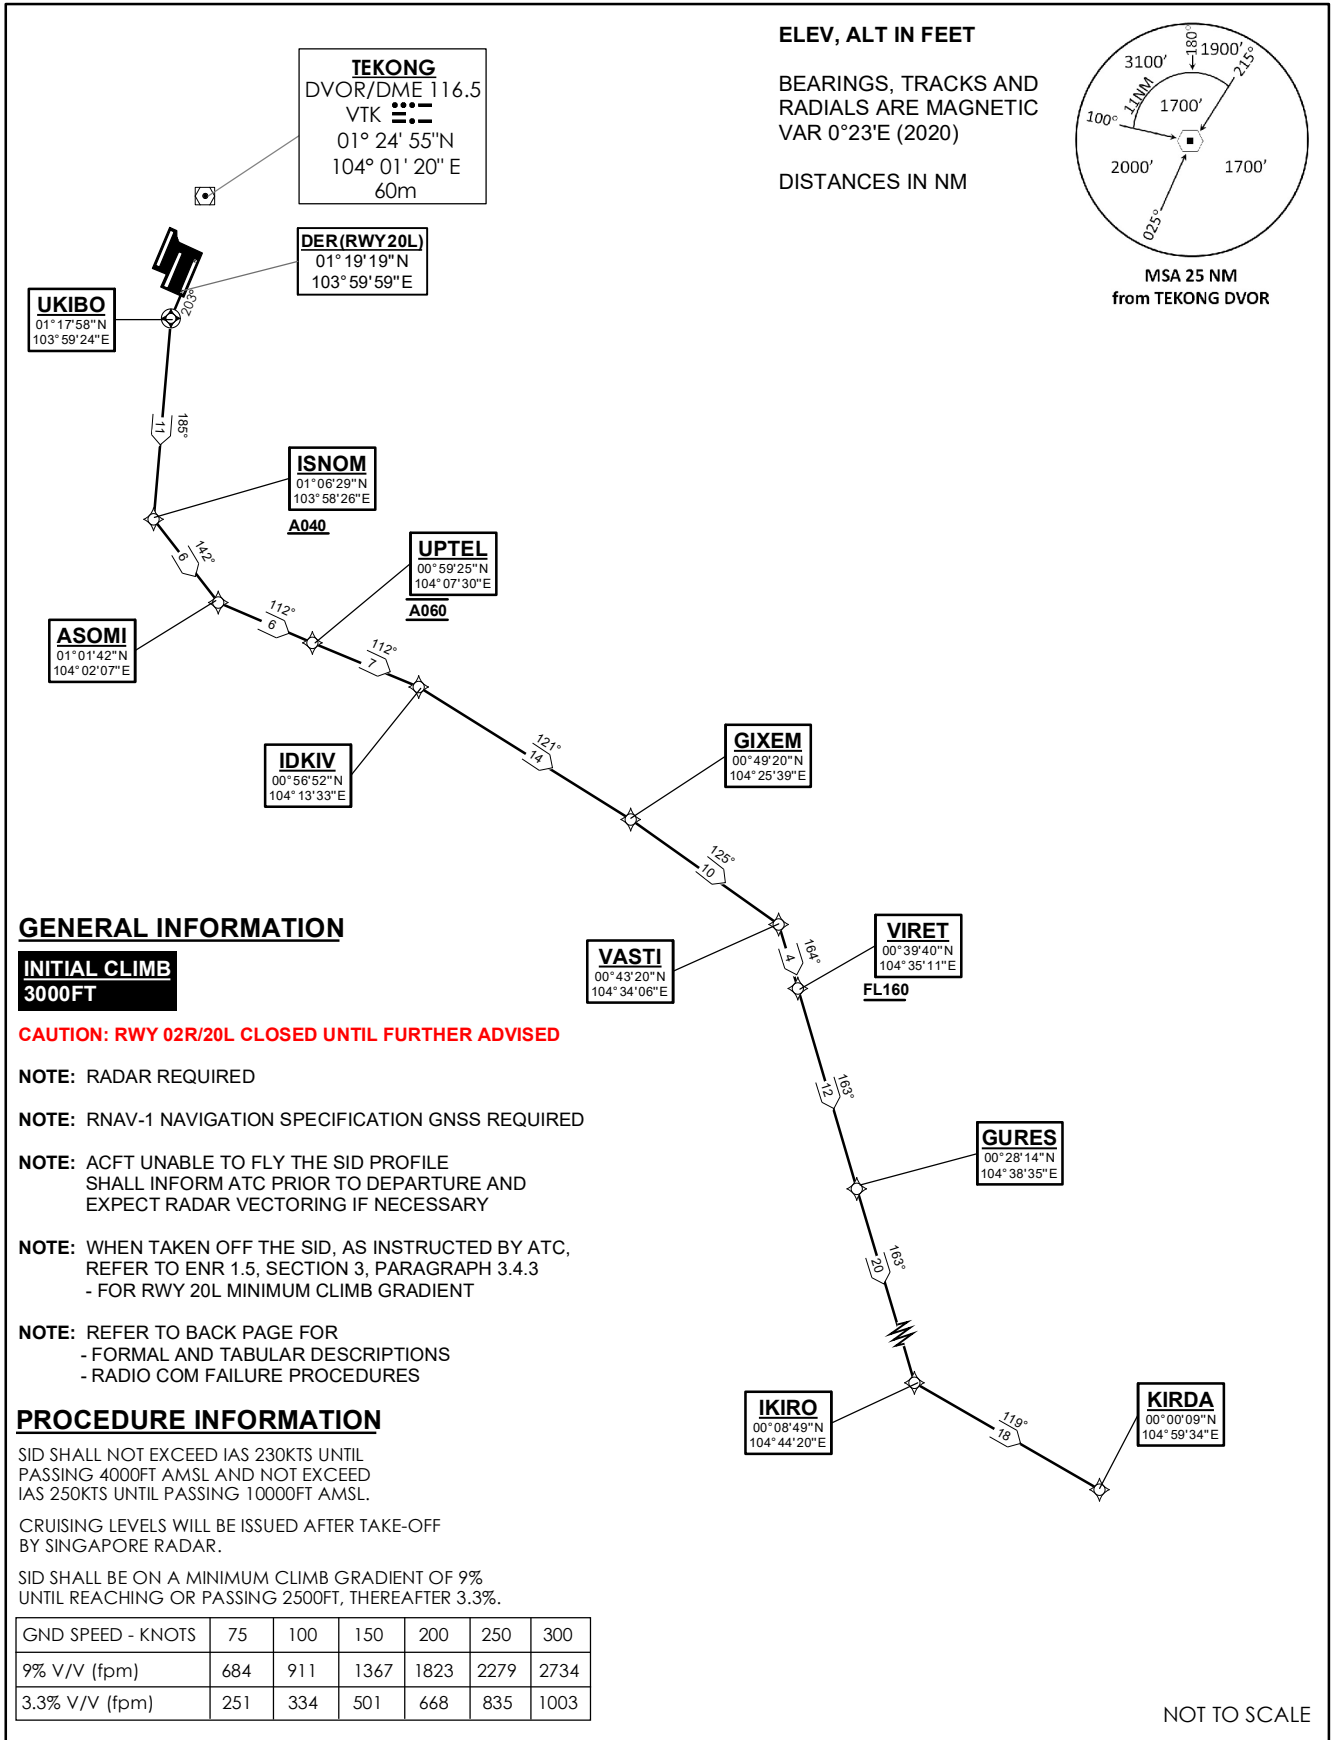 TEKONG
DVOR/DME 116.5
VTK
01° 24' 55"N
104° 01' 20" E
60m
ELEV, ALT IN FEET
BEARINGS, TRACKS AND
RADIALS ARE MAGNETIC
VAR 0°23'E (2020)
DISTANCES IN NM
3100'
180°
1900'
215°
11NM
1700'
100°
2000'
1700'
025°
MSA 25 NM
from TEKONG DVOR
DER(RWY20L)
01°19'19"N
103°59'59"E
203°
UKIBO
01°17'58"N
103°59'24"E
11
185°
ISNOM
01°06'29"N
103°58'26"E
A040
6
142°
UPTEL
00°59'25"N
104°07'30"E
A060
ASOMI
01°01'42"N
104°02'07"E
112°
6
112°
7
IDKIV
00°56'52"N
104°13'33"E
121°
14
GIXEM
00°49'20"N
104°25'39"E
125°
10
VASTI
00°43'20"N
104°34'06"E
4
164°
VIRET
00°39'40"N
104°35'11"E
FL160
12
163°
GURES
00°28'14"N
104°38'35"E
20
163°
IKIRO
00°08'49"N
104°44'20"E
119°
18
KIRDA
00°00'09"N
104°59'34"E
GENERAL INFORMATION
INITIAL CLIMB
3000FT
CAUTION: RWY 02R/20L CLOSED UNTIL FURTHER ADVISED
NOTE: RADAR REQUIRED
NOTE: RNAV-1 NAVIGATION SPECIFICATION GNSS REQUIRED
NOTE: ACFT UNABLE TO FLY THE SID PROFILE
SHALL INFORM ATC PRIOR TO DEPARTURE AND
EXPECT RADAR VECTORING IF NECESSARY
NOTE: WHEN TAKEN OFF THE SID, AS INSTRUCTED BY ATC,
REFER TO ENR 1.5, SECTION 3, PARAGRAPH 3.4.3
- FOR RWY 20L MINIMUM CLIMB GRADIENT
NOTE: REFER TO BACK PAGE FOR
- FORMAL AND TABULAR DESCRIPTIONS
- RADIO COM FAILURE PROCEDURES
PROCEDURE INFORMATION
SID SHALL NOT EXCEED IAS 230KTS UNTIL
PASSING 4000FT AMSL AND NOT EXCEED
IAS 250KTS UNTIL PASSING 10000FT AMSL.
CRUISING LEVELS WILL BE ISSUED AFTER TAKE-OFF
BY SINGAPORE RADAR.
SID SHALL BE ON A MINIMUM CLIMB GRADIENT OF 9%
UNTIL REACHING OR PASSING 2500FT, THEREAFTER 3.3%.
GND SPEED - KNOTS 75 100 150 200 250 300
9% V/V (fpm) 684 911 1367 1823 2279 2734
3.3% V/V (fpm) 251 334 501 668 835 1003
NOT TO SCALE